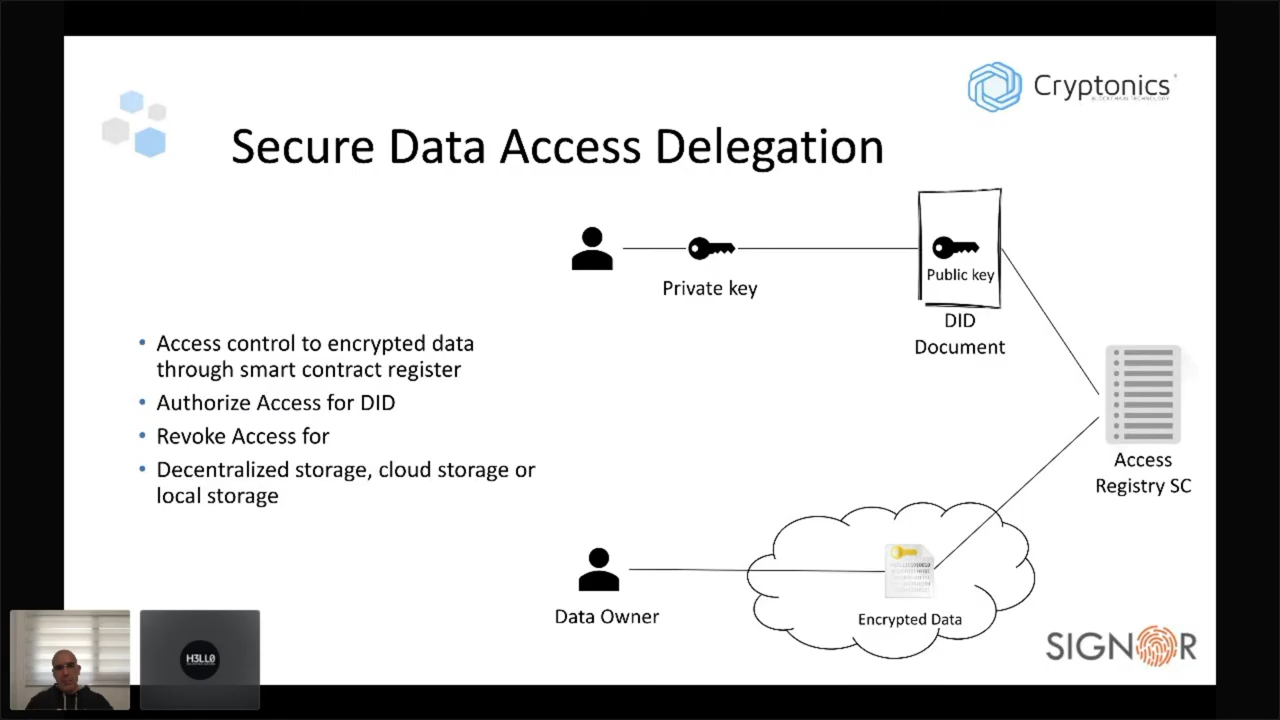 Cryptonics
BLOCKCHAIN TECHNOLOGY
Secure Data Access Delegation
Private key
Public key
DID
Document
• Access control to encrypted data
through smart contract register
• Authorize Access for DID
• Revoke Access for
• Decentralized storage, cloud storage or
local storage
Access
Registry SC
Data Owner
Encrypted Data
H3LL0
SIGNOR